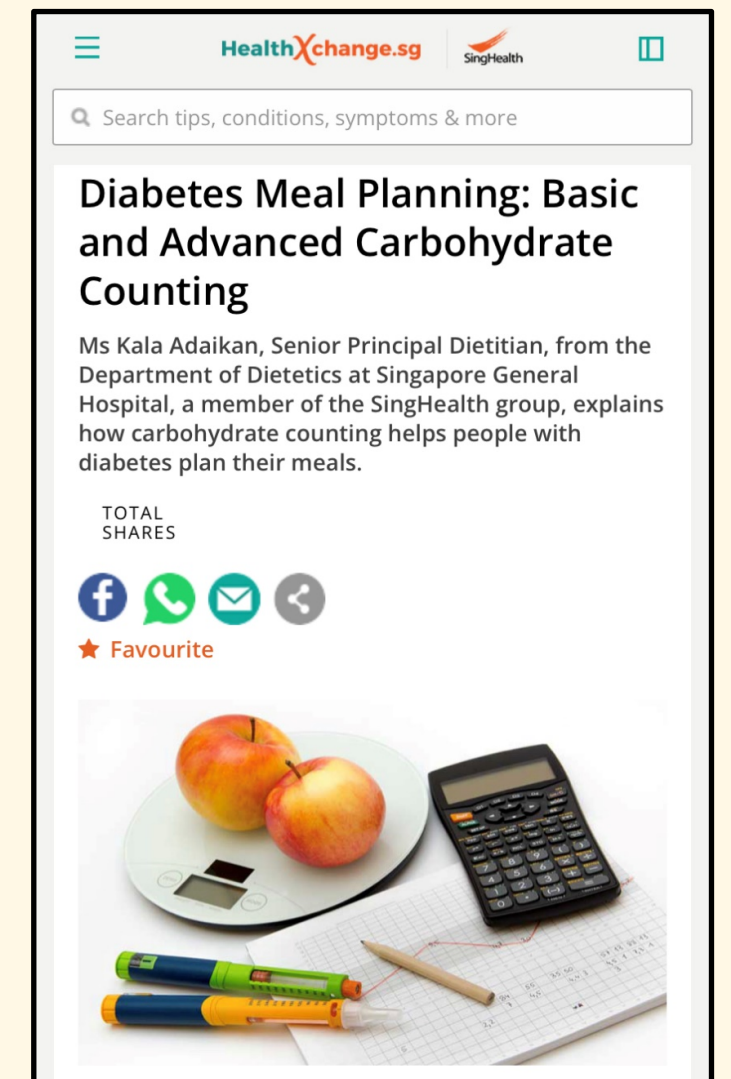 HealthXchange.sg
SingHealth
Search tips, conditions, symptoms & more
Diabetes Meal Planning: Basic
and Advanced Carbohydrate
Counting
Ms Kala Adaikan, Senior Principal Dietitian, from the
Department of Dietetics at Singapore General
Hospital, a member of the SingHealth group, explains
how carbohydrate counting helps people with
diabetes plan their meals.
TOTAL
SHARES
Favourite